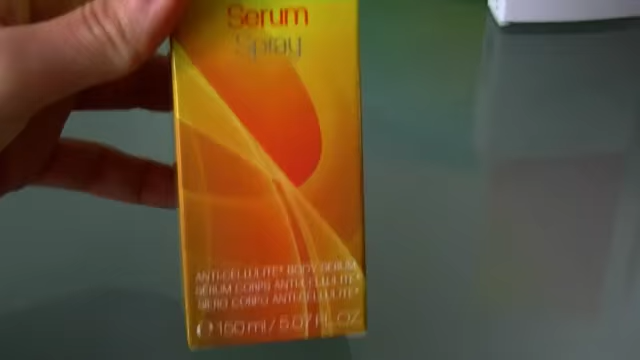 Serum
Spray
ANTI-CELLULITE* BODY SERUM
SÉRUM CORPS ANTI-CELLULITE*
SIERO CORPO ANTI-CELLULITE*
e 150 ml / 5.07 FL.OZ